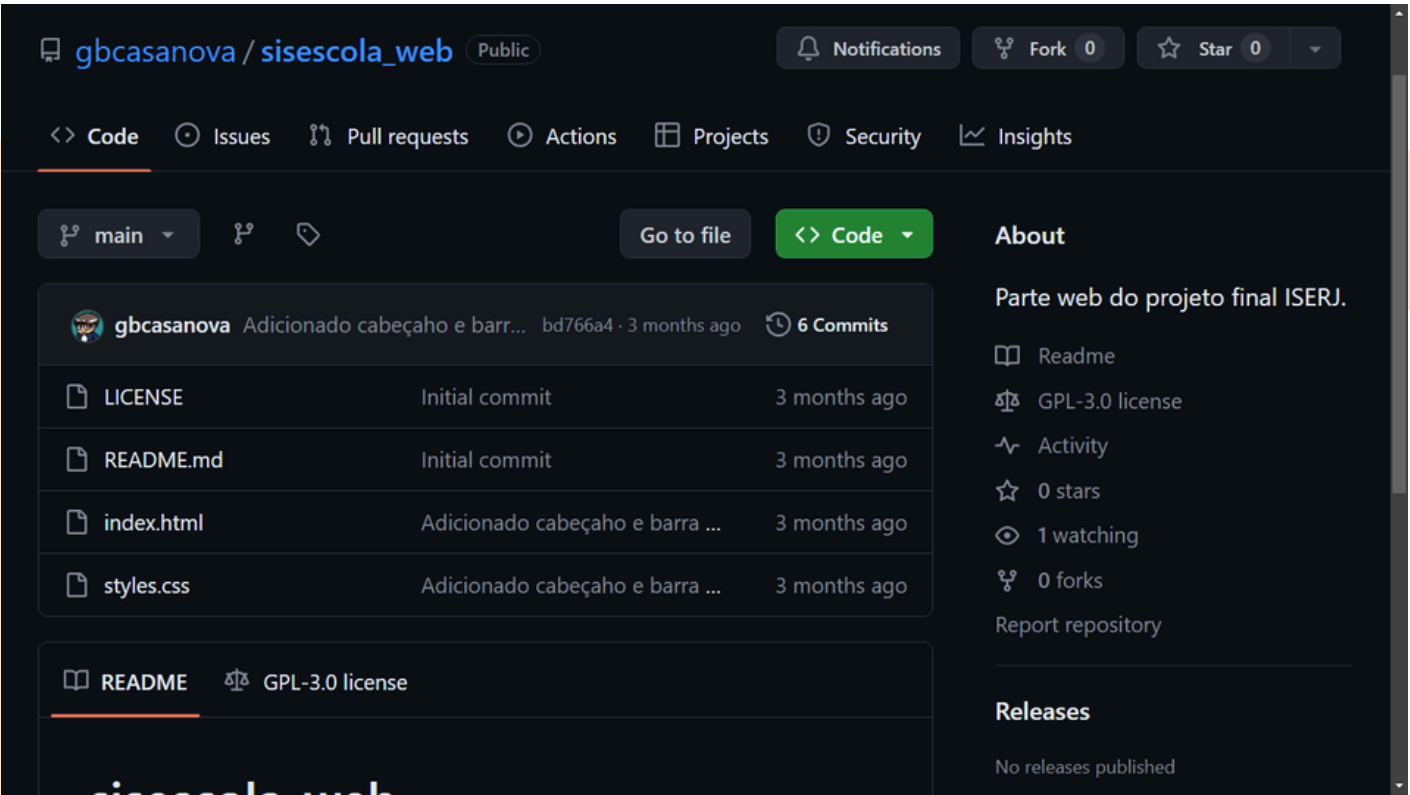 gbcasanova / sisescola_web Public Notifications Fork 0 Star 0
Code Issues Pull requests Actions Projects Security Insights
main Go to file Code
gbcasanova Adicionado cabeçaho e barr... bd766a4 · 3 months ago 6 Commits
LICENSE Initial commit 3 months ago
README.md Initial commit 3 months ago
index.html Adicionado cabeçaho e barra ... 3 months ago
styles.css Adicionado cabeçaho e barra ... 3 months ago
README GPL-3.0 license
sisescola_web
About
Parte web do projeto final ISERJ.
Readme
GPL-3.0 license
Activity
0 stars
1 watching
0 forks
Report repository
Releases
No releases published